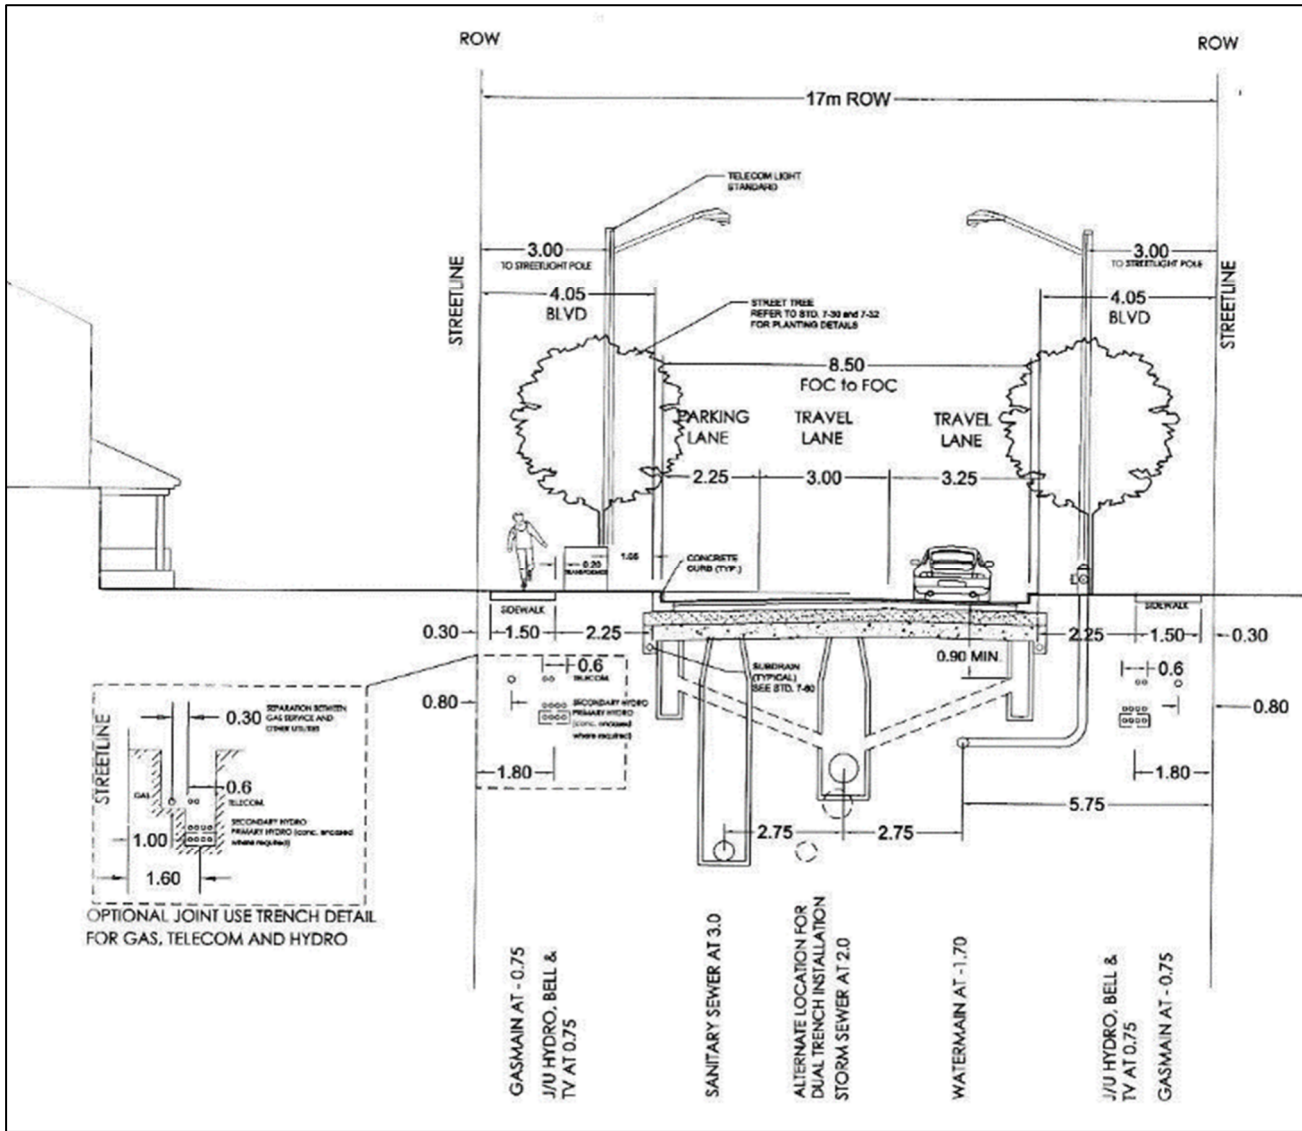 ROW
ROW
17m ROW
TELECOM LIGHT
STANDARD
3.00
TO STREETLIGHT POLE
3.00
TO STREETLIGHT POLE
STREETLINE
STREETLINE
4.05
BLVD
4.05
BLVD
STREET TREE
REFER TO STD. 7-30 and 7-32
FOR PLANTING DETAILS
8.50
FOC to FOC
PARKING
LANE
TRAVEL
LANE
TRAVEL
LANE
2.25
3.00
3.25
1.05
0.20
TRANSFORMER
CONCRETE
CURB (TYP.)
SIDEWALK
SIDEWALK
0.30
1.50
2.25
2.25
1.50
0.30
0.90 MIN.
SUBDRAIN
(TYPICAL)
SEE STD. 7-60
0.6
TELECOM.
0.6
0.80
SECONDARY HYDRO
PRIMARY HYDRO
(conc. encased
where required)
0.80
1.80
1.80
5.75
2.75
2.75
STREETLINE
0.30
SEPARATION BETWEEN
GAS SERVICE AND
OTHER UTILITIES
GAS
0.6
TELECOM.
SECONDARY HYDRO
PRIMARY HYDRO (conc. encased
where required)
1.00
1.60
OPTIONAL JOINT USE TRENCH DETAIL
FOR GAS, TELECOM AND HYDRO
GASMAIN AT - 0.75
J/U HYDRO, BELL &
TV AT 0.75
SANITARY SEWER AT 3.0
ALTERNATE LOCATION FOR
DUAL TRENCH INSTALLATION
STORM SEWER AT 2.0
WATERMAIN AT -1.70
J/U HYDRO, BELL &
TV AT 0.75
GASMAIN AT - 0.75